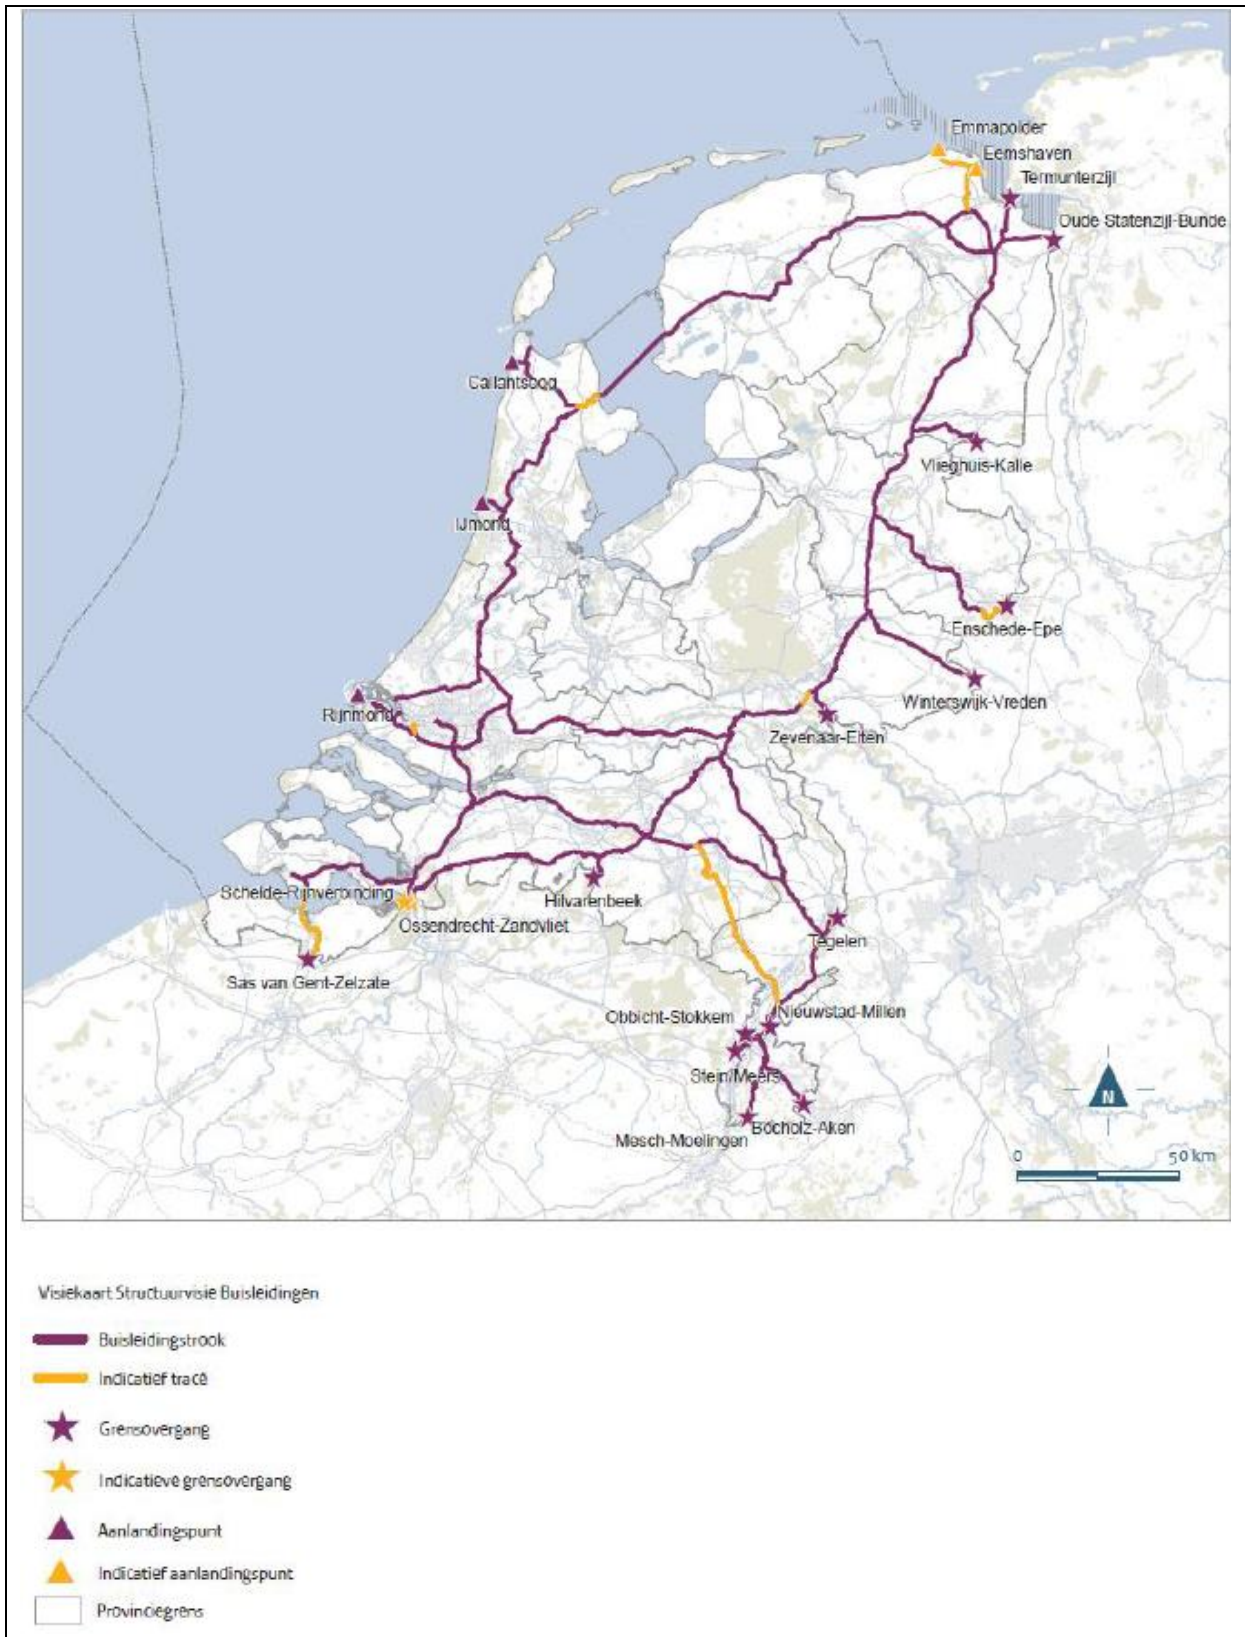 Emmapolder
Eemshaven
Termunterzijl
Oude Statenzijl-Bunde
Callantsoog
Vlieghuis-Kalle
IJmond
Enschede-Epe
Winterswijk-Vreden
Rijnmond
Zevenaar-Elten
Schelde-Rijnverbinding
Hilvarenbeek
Ossendrecht-Zandvliet
Tegelen
Sas van Gent-Zelzate
Obbicht-Stokkem
Nieuwstad-Millen
Stein/Meers
Bocholz-Aken
Mesch-Moelingen
N
0 50 km
Visiekaart Structuurvisie Buisleidingen
Buisleidingstrook
Indicatief tracé
Grensovergang
Indicatieve grensovergang
Aanlandingspunt
Indicatief aanlandingspunt
Provinciegrens